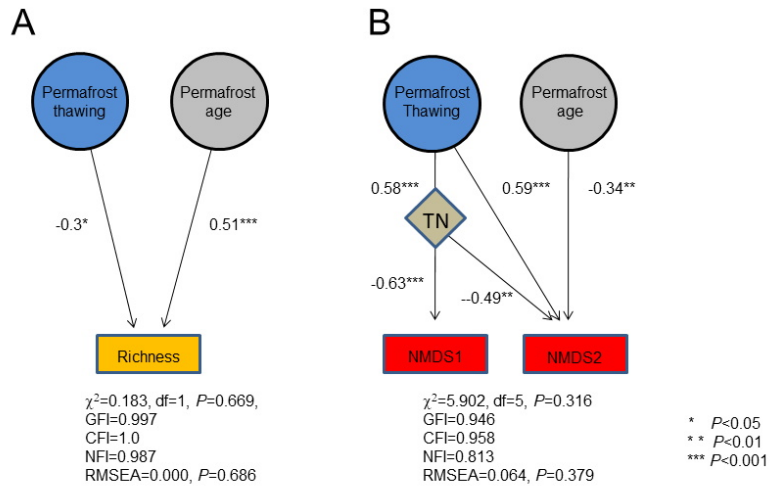 A
Permafrost
thawing
Permafrost
age
-0.3*
0.51***
Richness
χ²=0.183, df=1, P=0.669,
GFI=0.997
CFI=1.0
NFI=0.987
RMSEA=0.000, P=0.686
B
Permafrost
Thawing
Permafrost
age
0.58***
0.59***
-0.34**
TN
-0.63***
--0.49**
NMDS1
NMDS2
χ²=5.902, df=5, P=0.316
GFI=0.946
CFI=0.958
NFI=0.813
RMSEA=0.064, P=0.379
* P<0.05
* * P<0.01
*** P<0.001